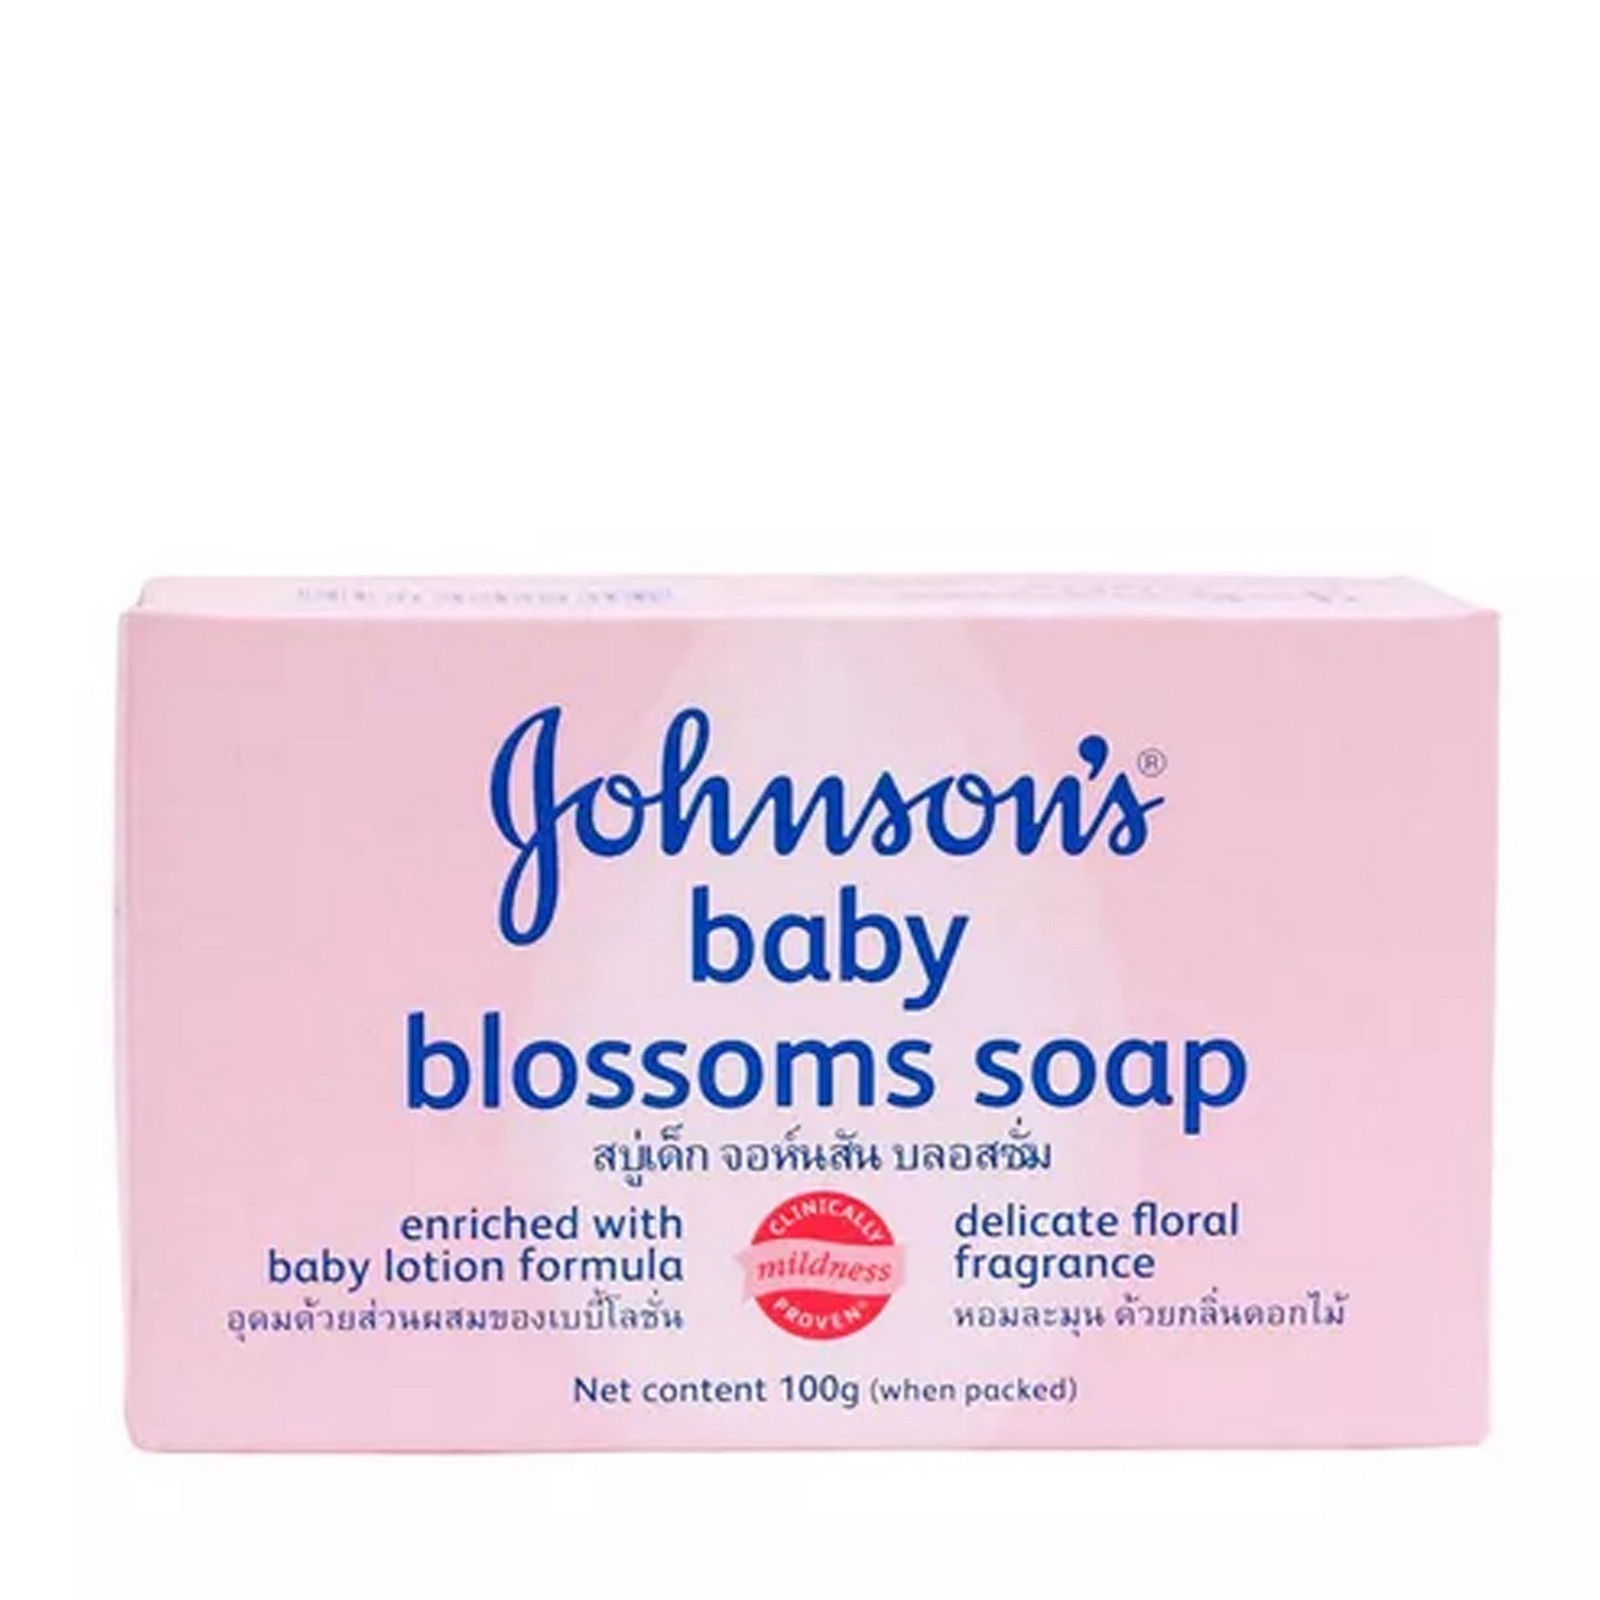 Johnson's®
baby
blossoms soap
สบู่เด็ก จอห์นสัน บลอสซั่ม
enriched with
baby lotion formula
อุดมด้วยส่วนผสมของเบบี้โลชั่น
CLINICALLY
mildness
PROVEN®
delicate floral
fragrance
หอมละมุน ด้วยกลิ่นดอกไม้
Net content 100g (when packed)